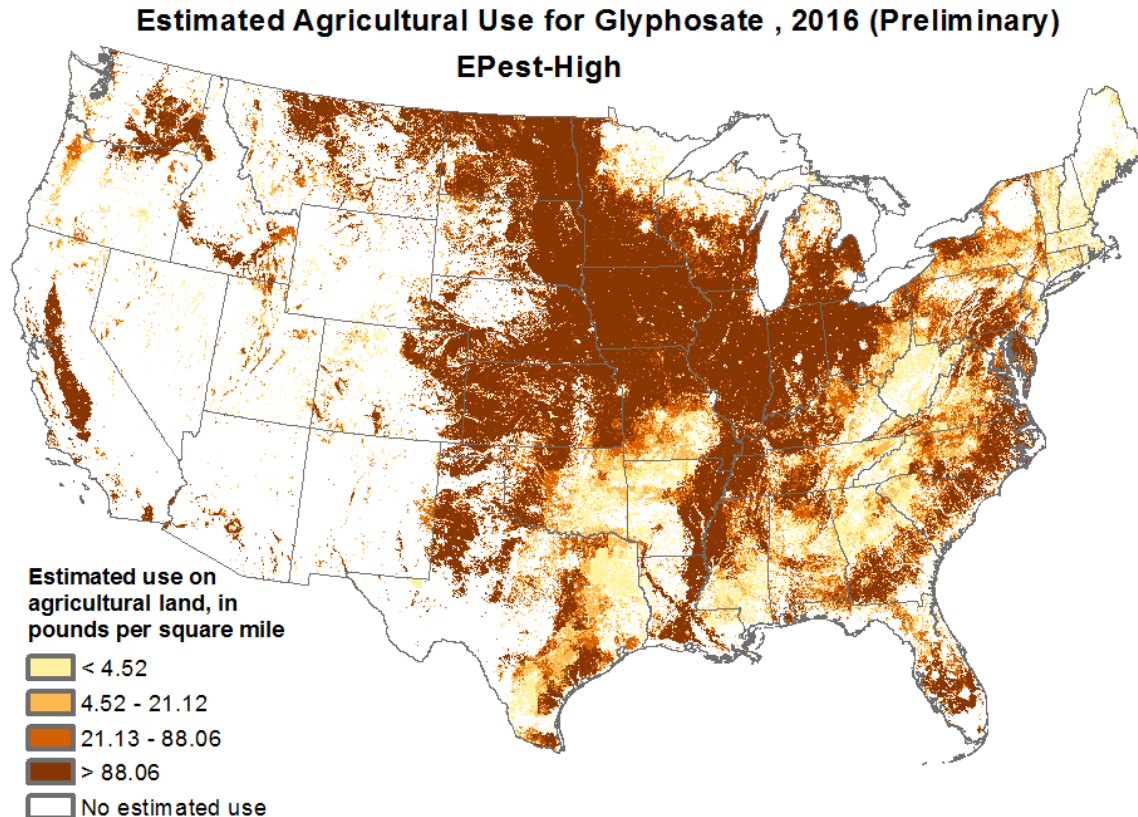 Estimated Agricultural Use for Glyphosate , 2016 (Preliminary)
EPest-High
Estimated use on
agricultural land, in
pounds per square mile
< 4.52
4.52 - 21.12
21.13 - 88.06
> 88.06
No estimated use